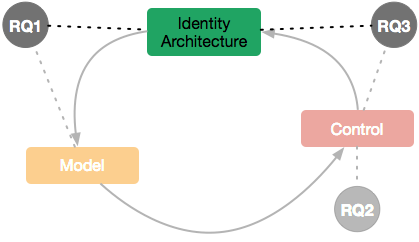 RQ1
Identity
Architecture
RQ3
Control
Model
RQ2